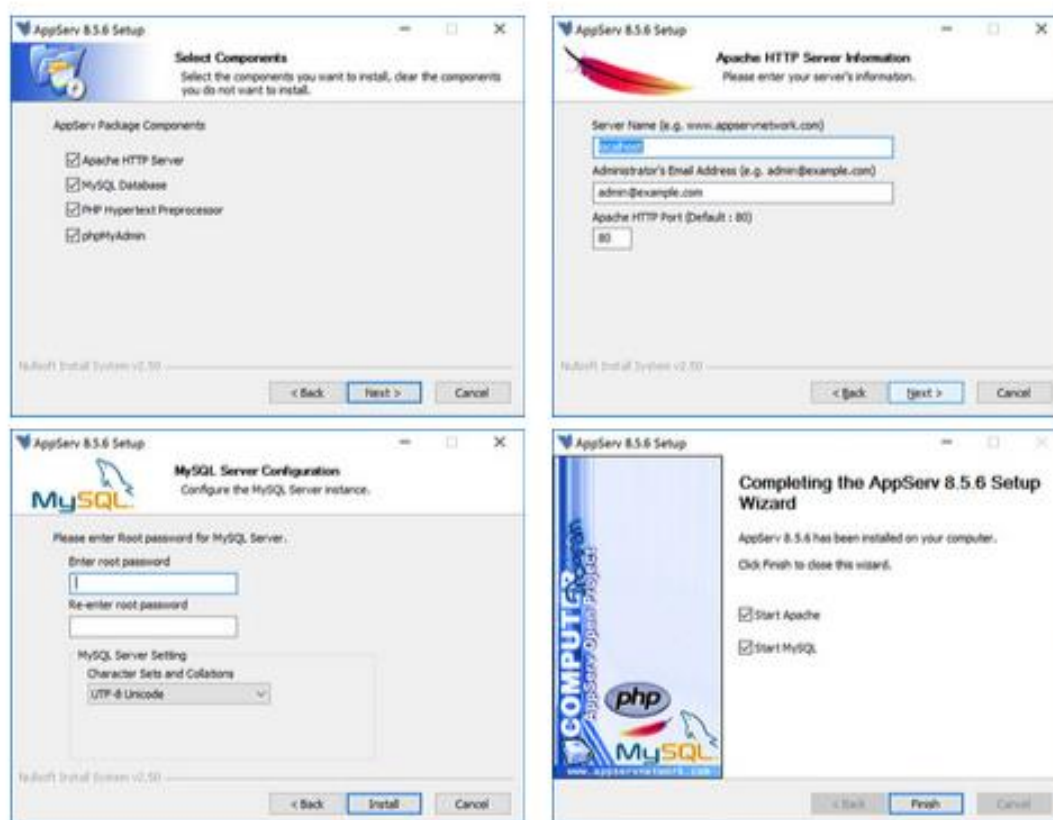 AppServ 8.5.6 Setup
Select Components
Select the components you want to install, clear the components
you do not want to install.
AppServ Package Components
Apache HTTP Server
MySQL Database
PHP Hypertext Preprocessor
phpMyAdmin
Nullsoft Install System v2.50
< Back
Next >
Cancel
AppServ 8.5.6 Setup
Apache HTTP Server Information
Please enter your server's information.
Server Name (e.g. www.appservnetwork.com)
localhost
Administrator's Email Address (e.g. admin@example.com)
admin@example.com
Apache HTTP Port (Default : 80)
80
Nullsoft Install System v2.50
< Back
Next >
Cancel
AppServ 8.5.6 Setup
MySQL
MySQL Server Configuration
Configure the MySQL Server instance.
Please enter Root password for MySQL Server.
Enter root password
Re-enter root password
MySQL Server Setting
Character Sets and Collations
UTF-8 Unicode
Nullsoft Install System v2.50
< Back
Install
Cancel
AppServ 8.5.6 Setup
COMPUTER
AppServ Open Project
php
MySQL
www.appservnetwork.com
Completing the AppServ 8.5.6 Setup
Wizard
AppServ 8.5.6 has been installed on your computer.
Click Finish to close this wizard.
Start Apache
Start MySQL
< Back
Finish
Cancel